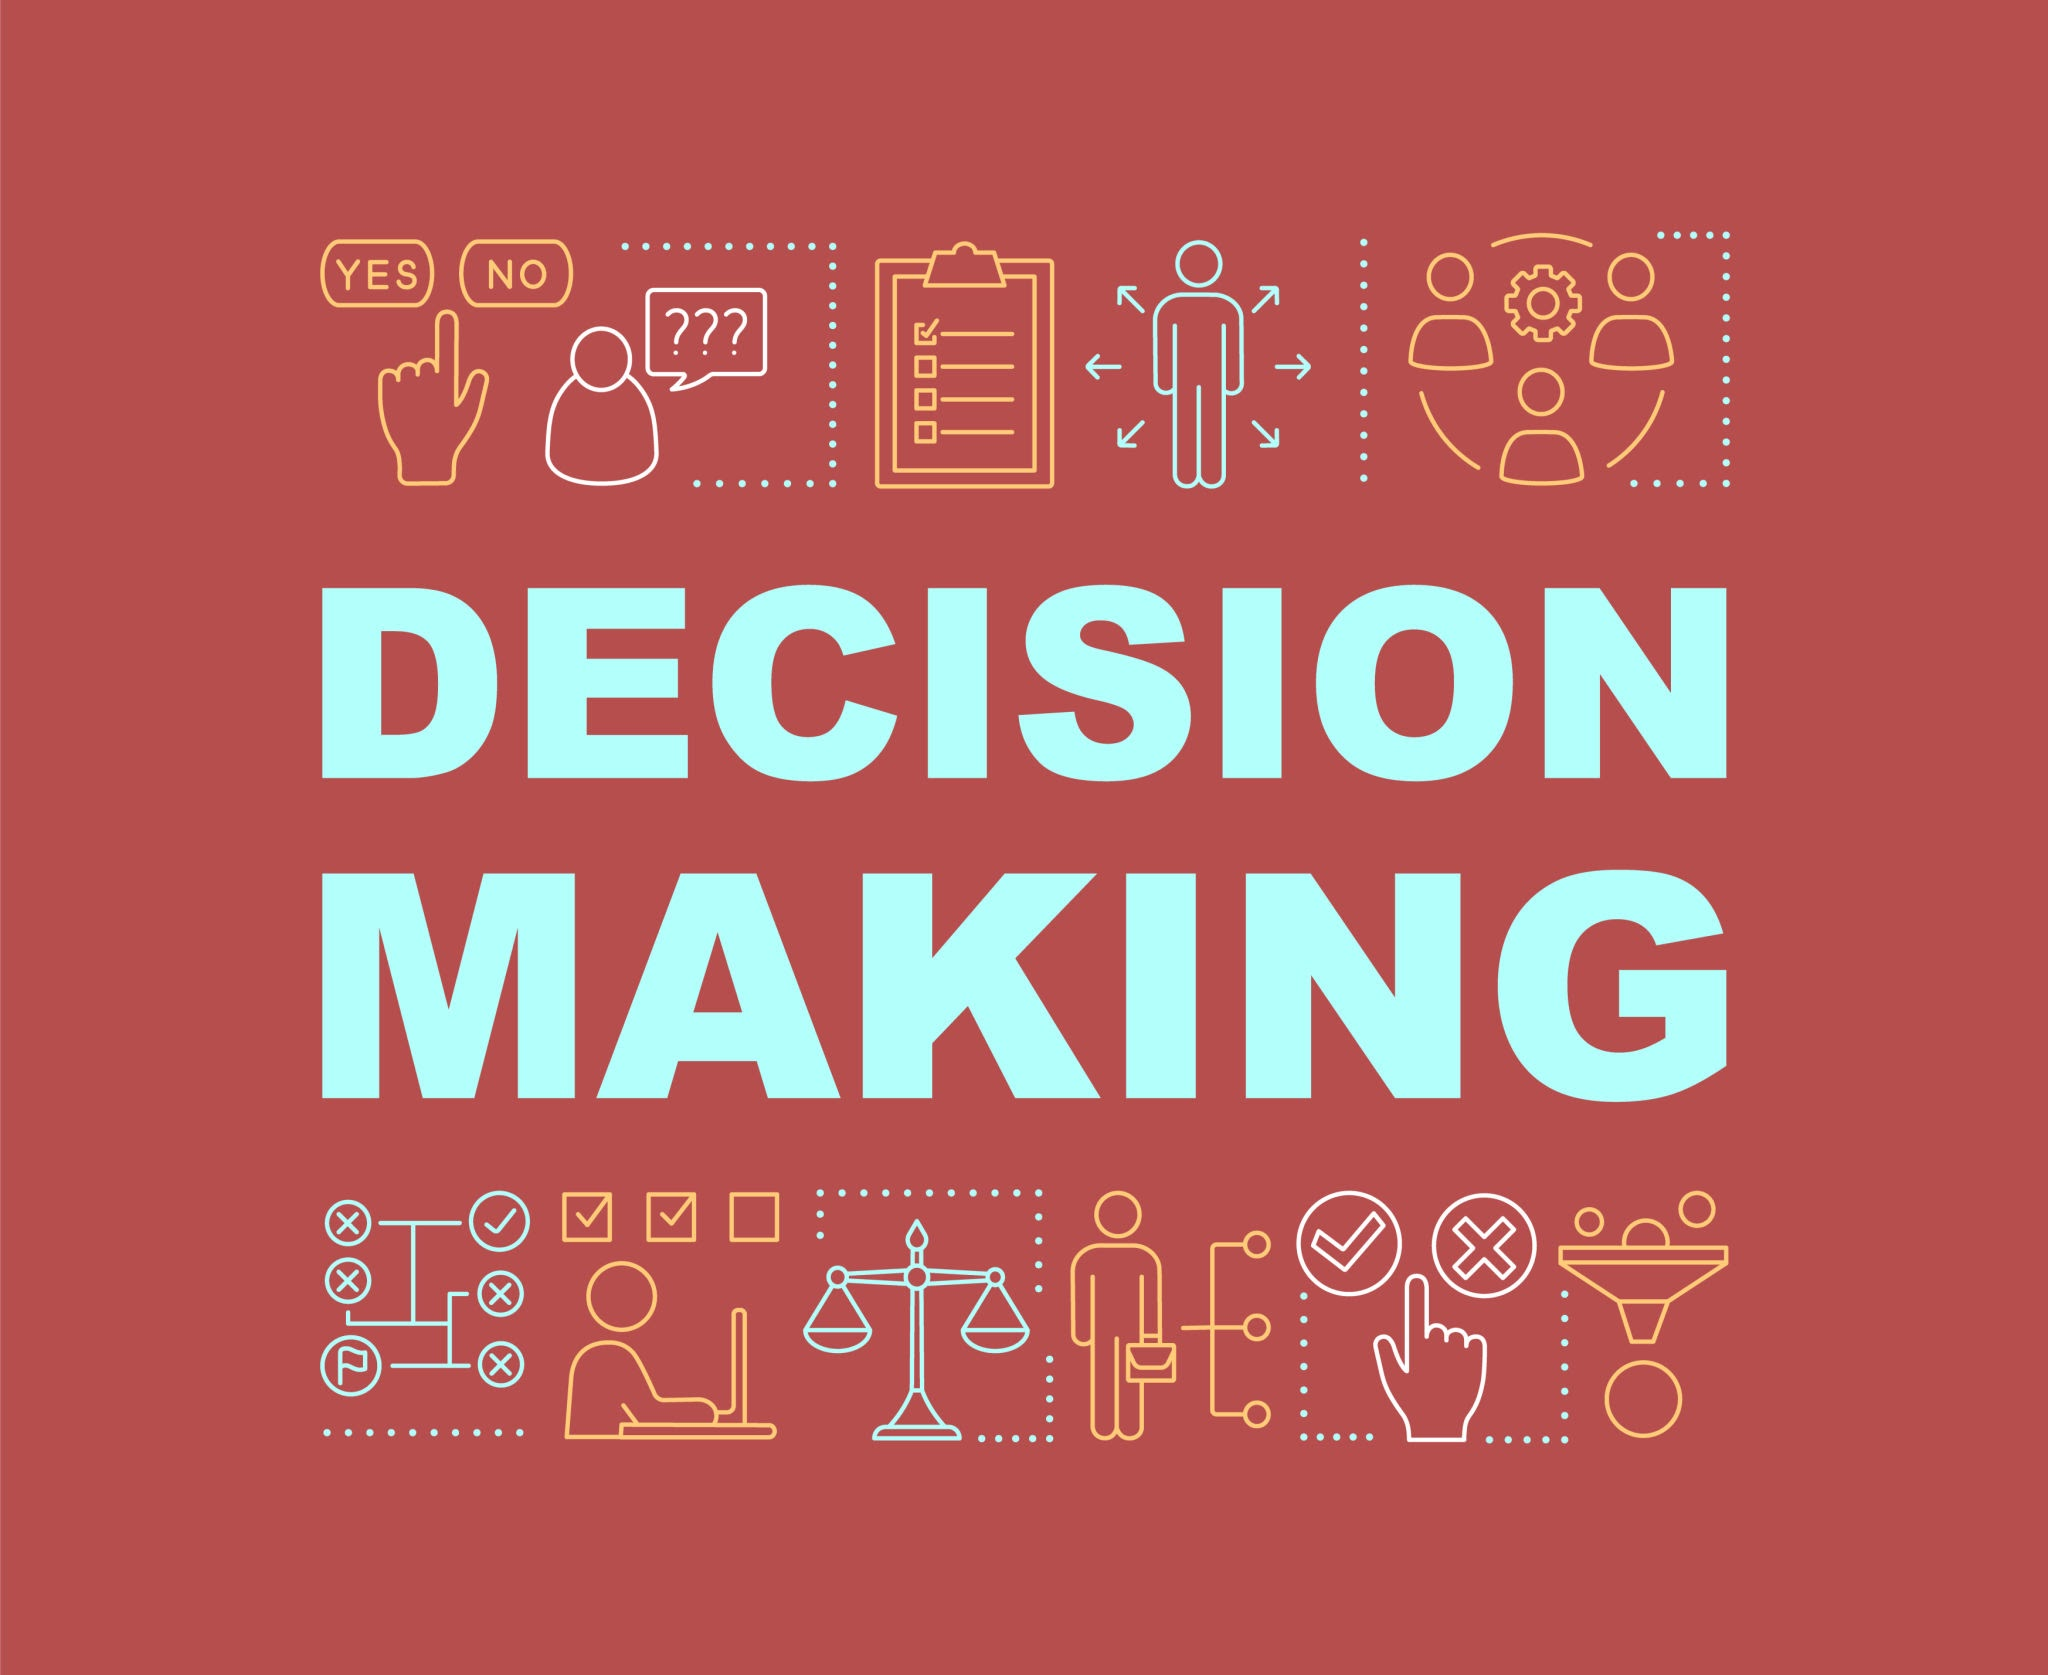 YES NO
???
DECISION
MAKING